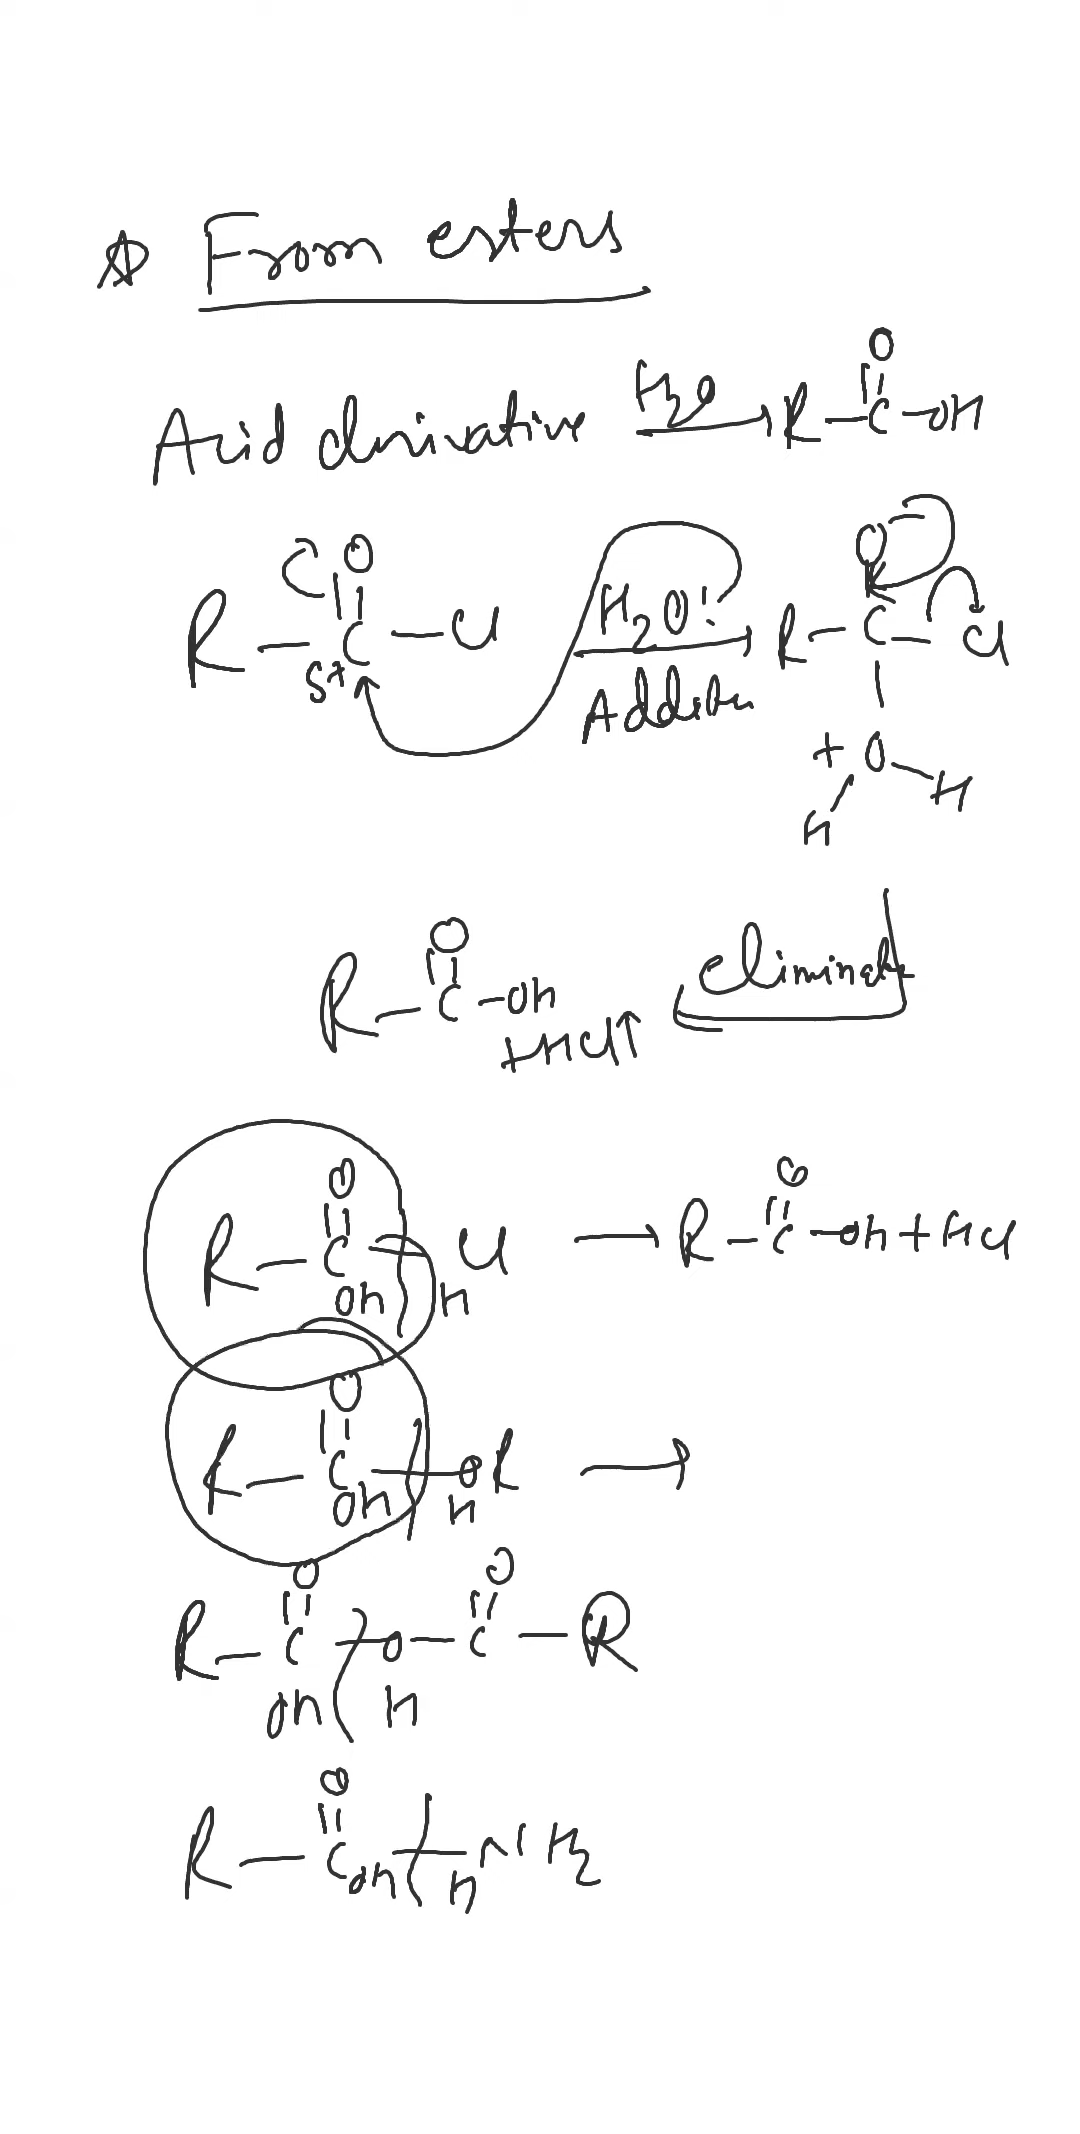 From esters
Acid derivative H2O → R-C-OH
O
O
R-C-Cl H2O: → R-C-Cl
δ+ Addition
O
+ O-H
H
O
R-C-OH
+HCl↑ eliminate
O
R-C-Cl → R-C-OH + HCl
OH H
O
R-C-OR →
OH H
O O
R-C-O-C-R
OH H
O
R-C-NH2
OH H